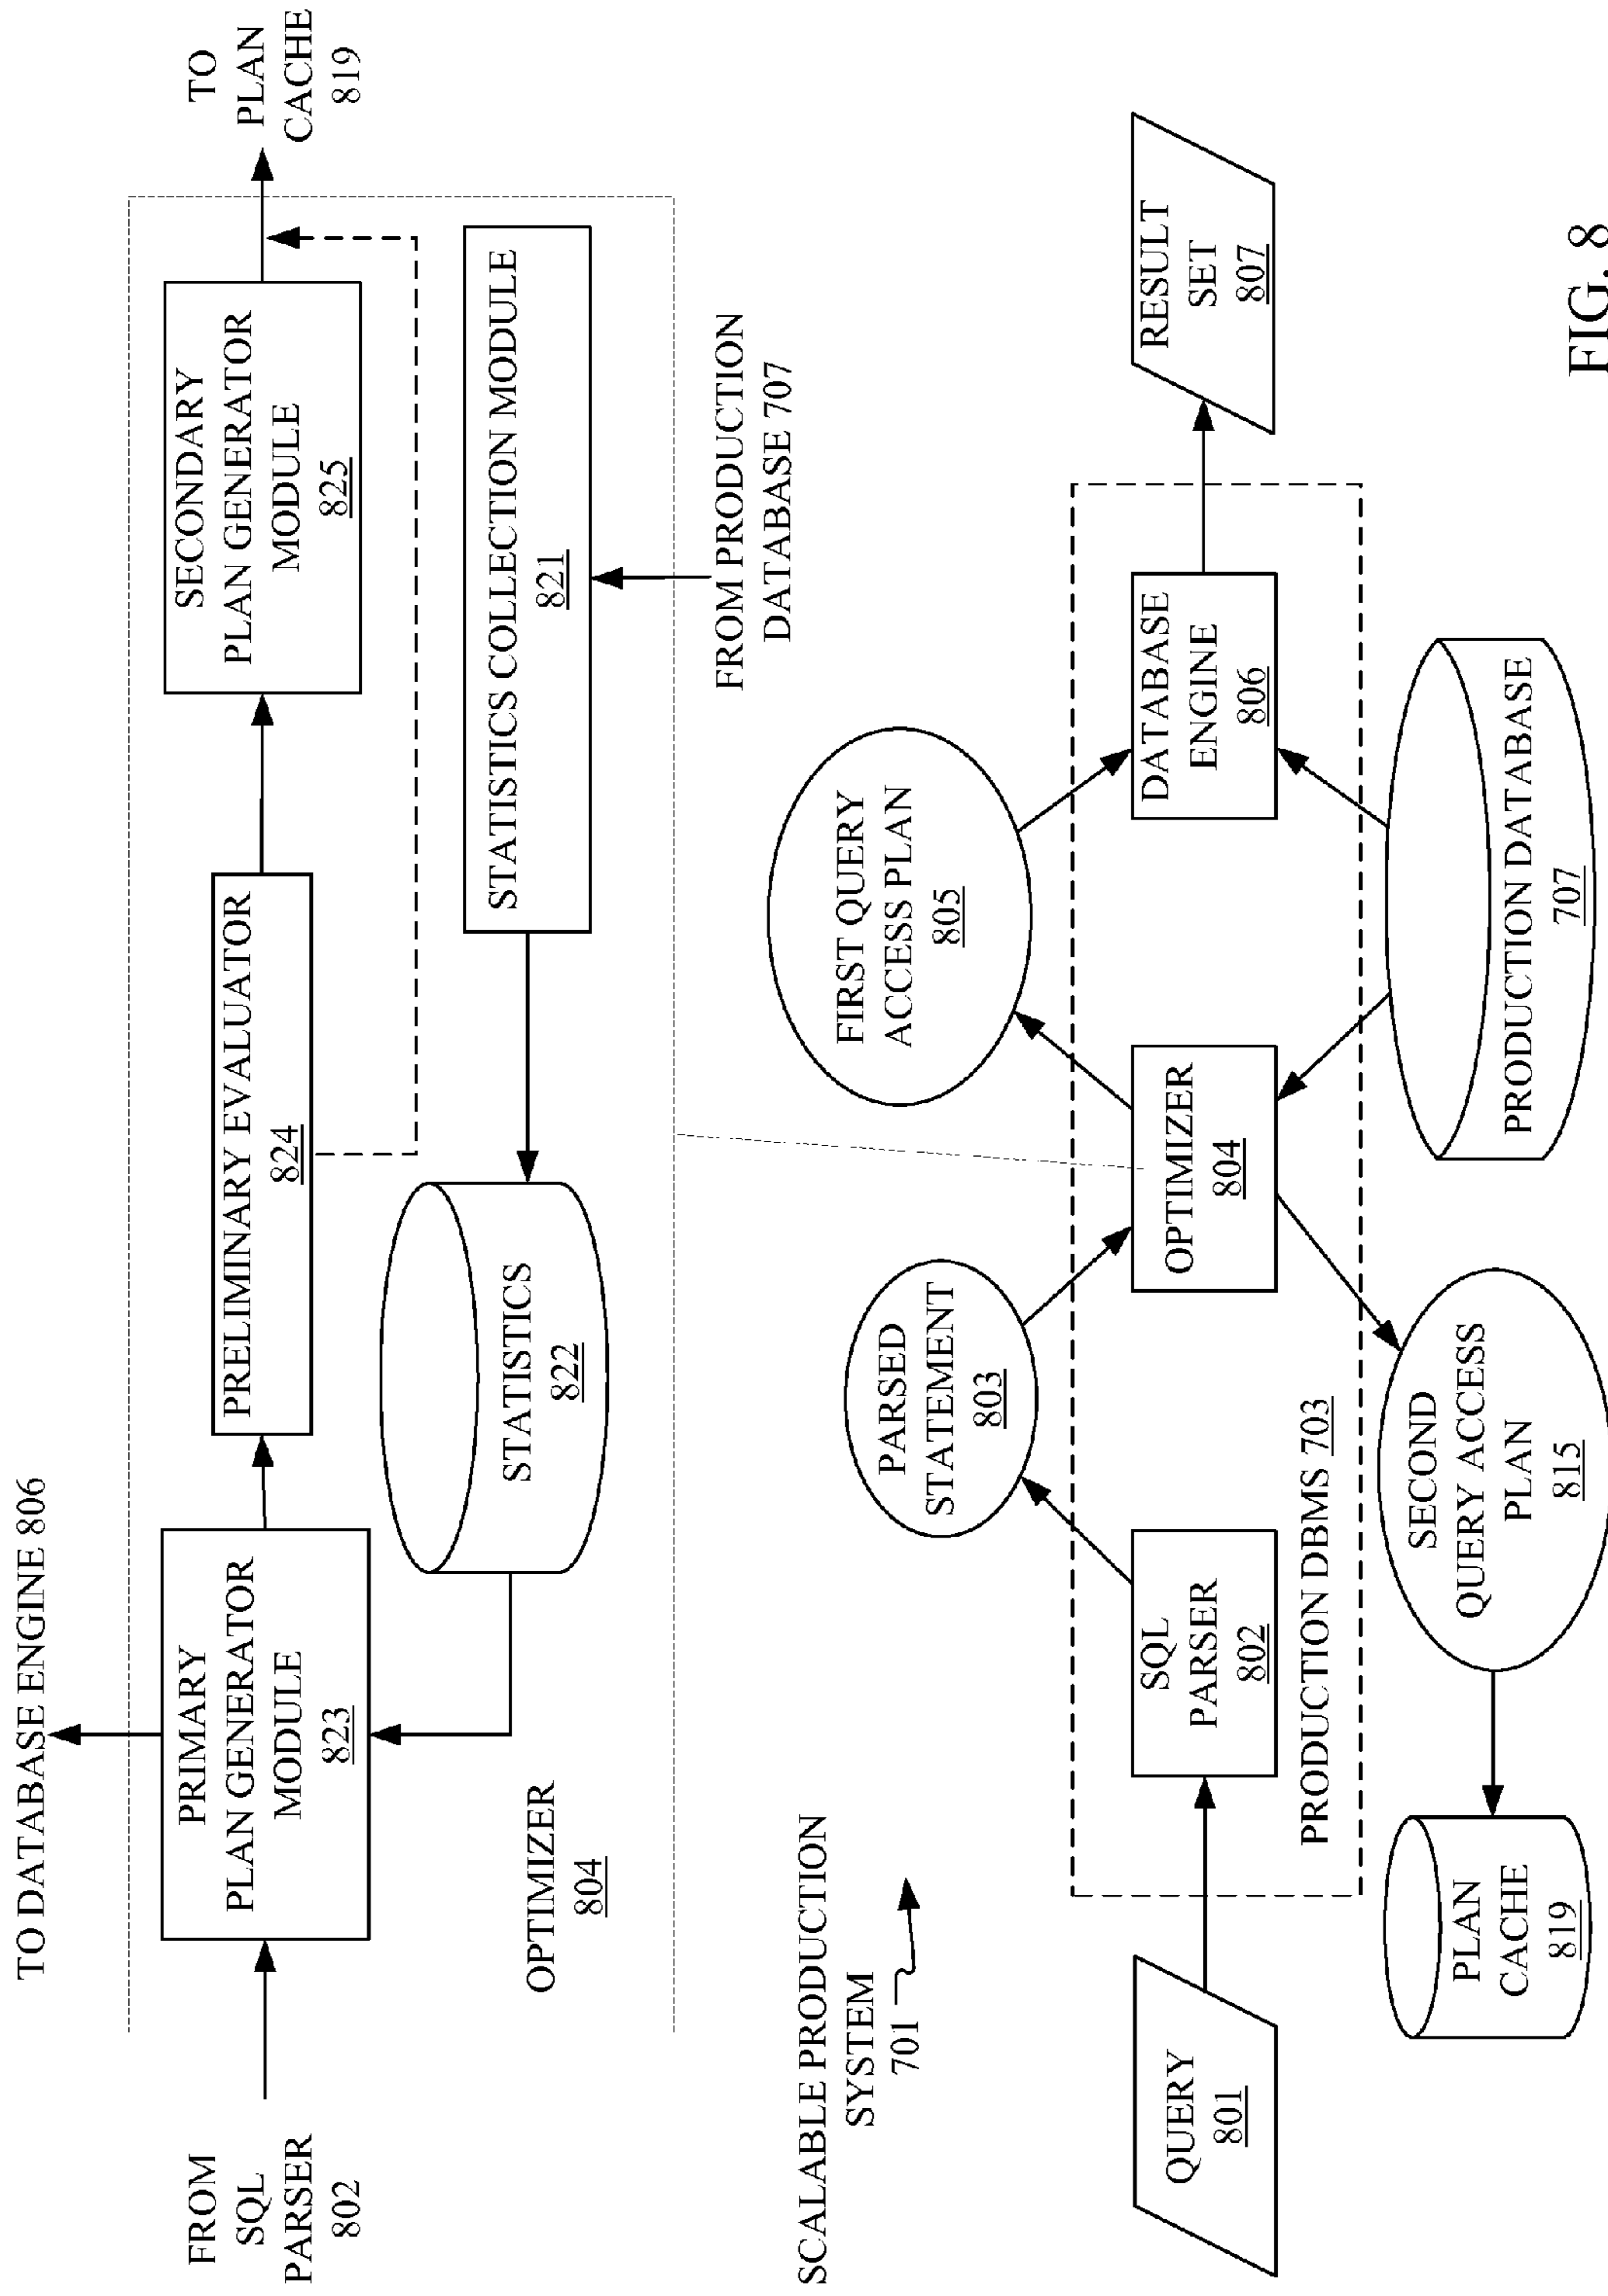 TO DATABASE ENGINE 806
FROM
SQL
PARSER
802
PRIMARY
PLAN GENERATOR
MODULE
823
PRELIMINARY EVALUATOR
824
SECONDARY
PLAN GENERATOR
MODULE
825
TO
PLAN
CACHE
819
STATISTICS
822
STATISTICS COLLECTION MODULE
821
OPTIMIZER
804
FROM PRODUCTION
DATABASE 707
SCALABLE PRODUCTION
SYSTEM
701
PARSED
STATEMENT
803
FIRST QUERY
ACCESS PLAN
805
QUERY
801
SQL
PARSER
802
OPTIMIZER
804
DATABASE
ENGINE
806
RESULT
SET
807
PRODUCTION DBMS 703
PLAN
CACHE
819
SECOND
QUERY ACCESS
PLAN
815
PRODUCTION DATABASE
707
FIG. 8